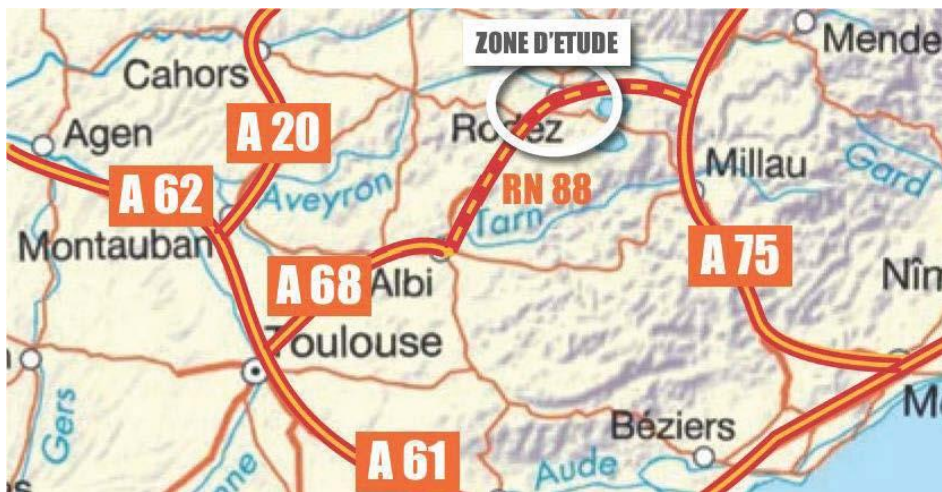 ZONE D'ETUDE
Mende
Cahors
Agen
A 20
Rodez
A 62
Aveyron
RN 88
Millau
Gard
Tarn
Montauban
A 68
Albi
A 75
Nîn
Toulouse
Gers
Béziers
M
A 61
Aude